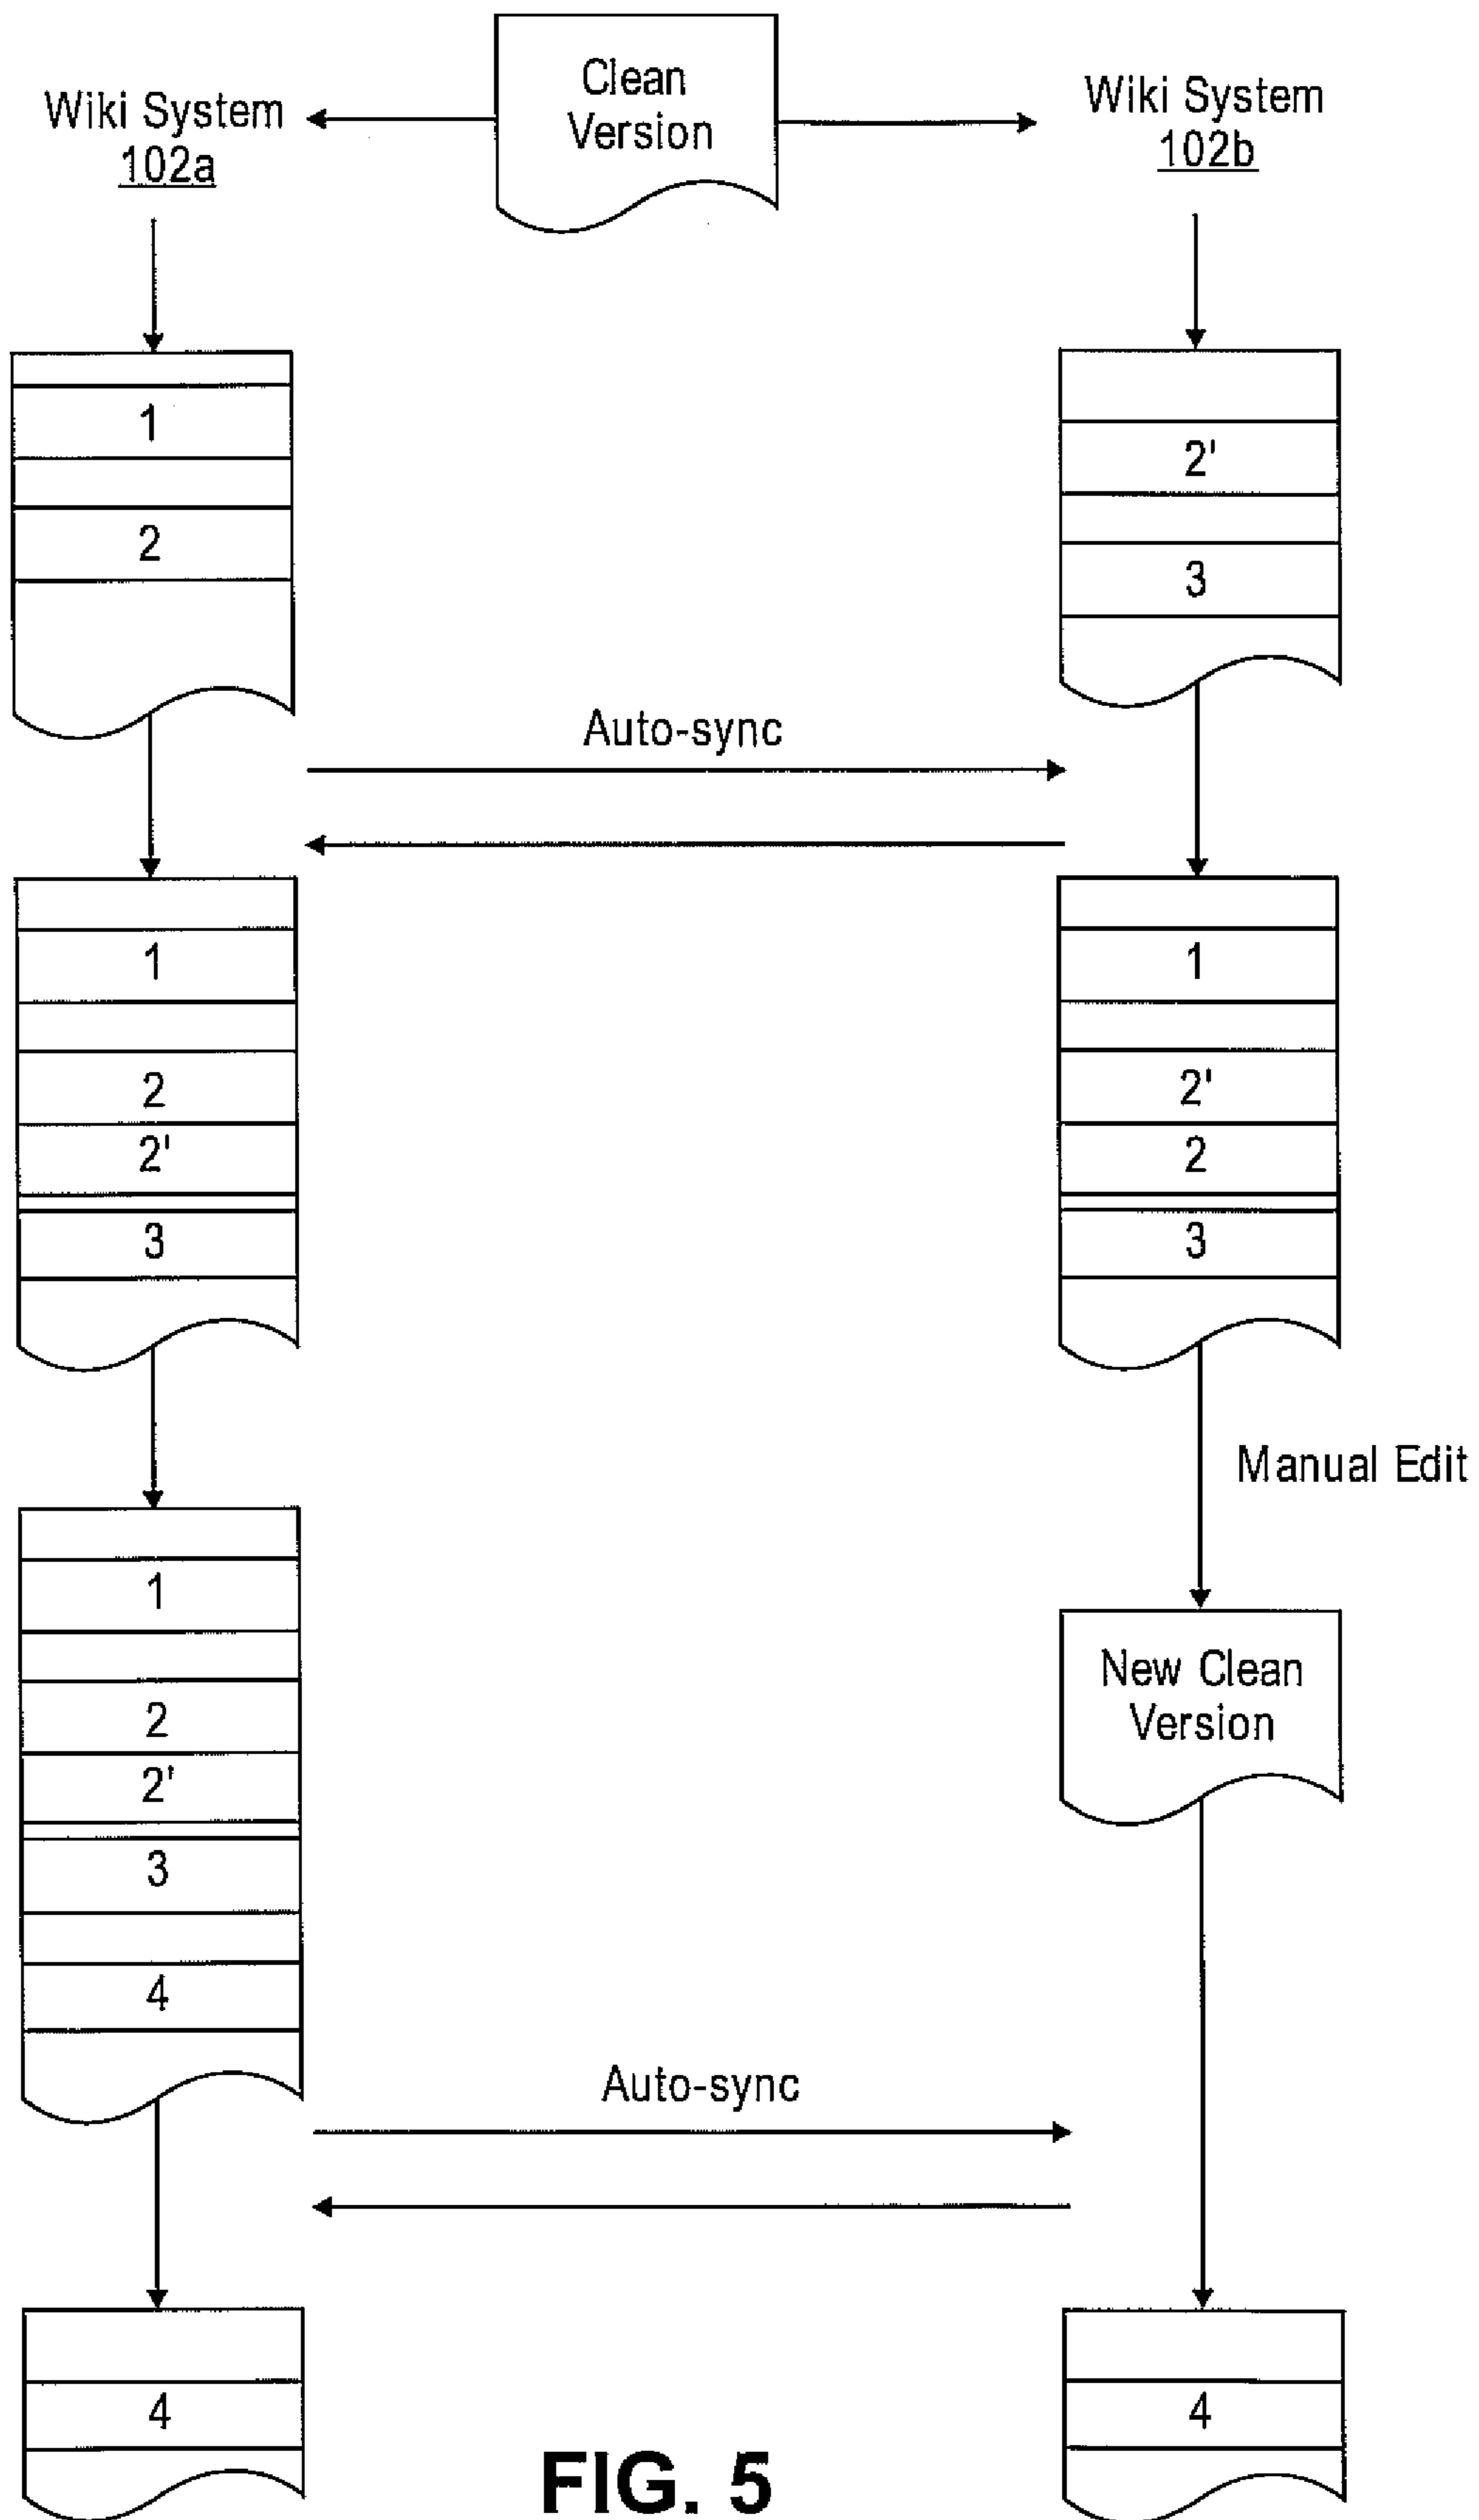 Clean
Version
Wiki System
102a
Wiki System
102b
1
2
2'
3
Auto-sync
1
2
2'
3
1
2'
2
3
Manual Edit
1
2
2'
3
4
New Clean
Version
Auto-sync
4
4
FIG. 5